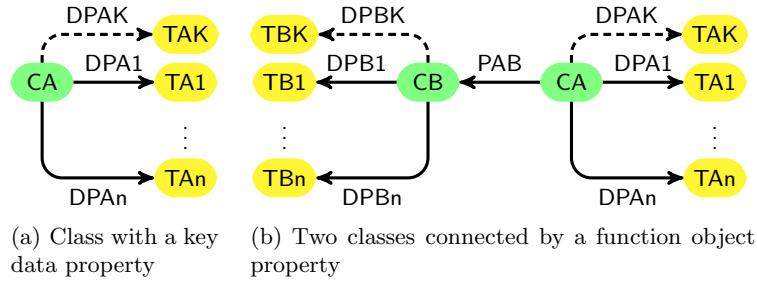 DPAK
TAK
CA
DPA1
TA1
⋮
TAn
DPAn
(a) Class with a key
data property
DPBK
DPAK
TBK
TAK
TB1
DPB1
CB
PAB
CA
DPA1
TA1
⋮
⋮
TBn
TAn
DPBn
DPAn
(b) Two classes connected by a function object
property